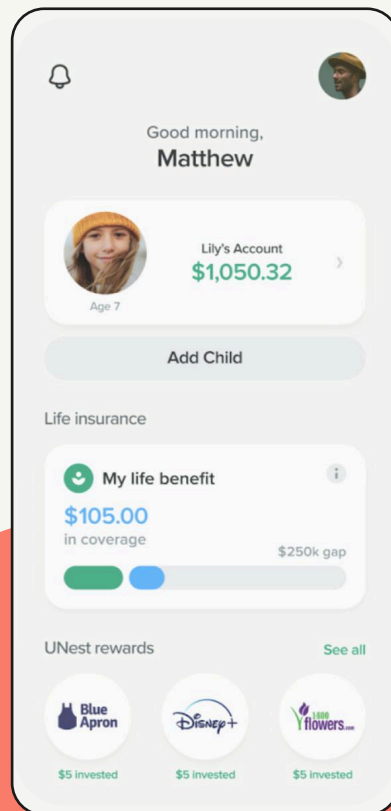 Good morning,
Matthew
Lily's Account
$1,050.32
Age 7
Add Child
Life insurance
My life benefit
i
$105.00
in coverage
$250k gap
UNest rewards
See all
Blue
Apron
Disney+
1800
flowers.com
$5 invested
$5 invested
$5 invested